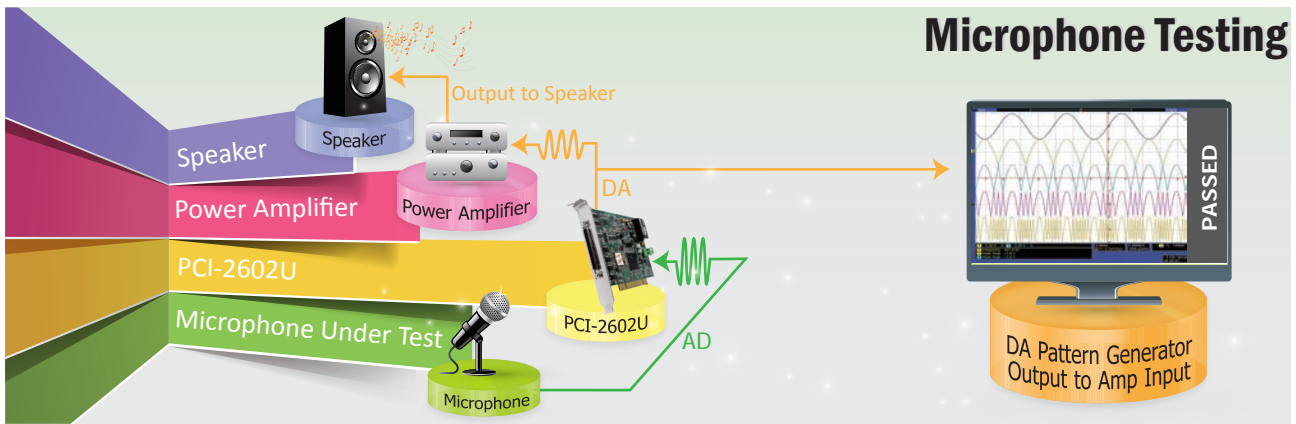 Microphone Testing
Speaker
Output to Speaker
Speaker
DA
Power Amplifier
Power Amplifier
PASSED
PCI-2602U
PCI-2602U
Microphone Under Test
AD
Microphone
DA Pattern Generator
Output to Amp Input